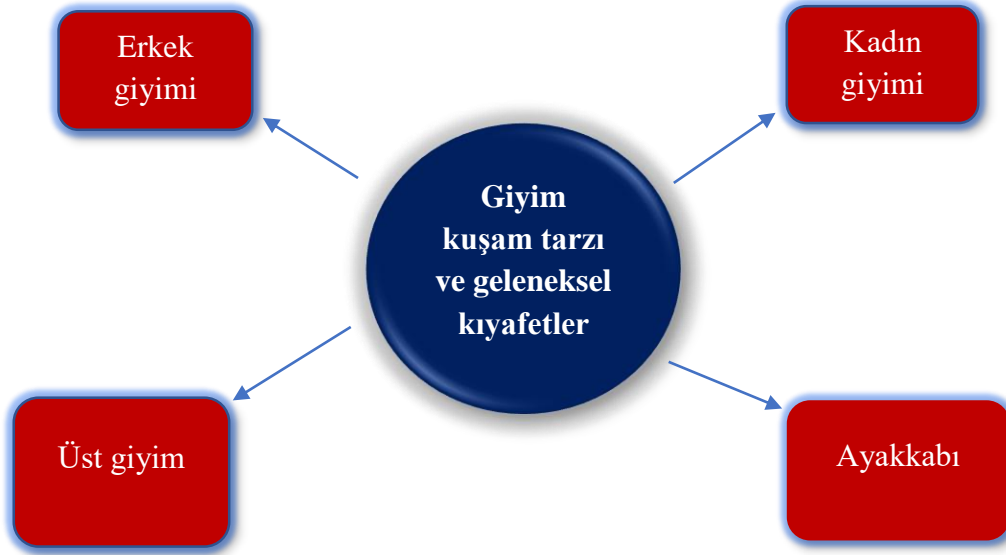 Erkek
giyimi
Kadın
giyimi
Giyim
kuşam tarzı
ve geleneksel
kıyafetler
Üst giyim
Ayakkabı